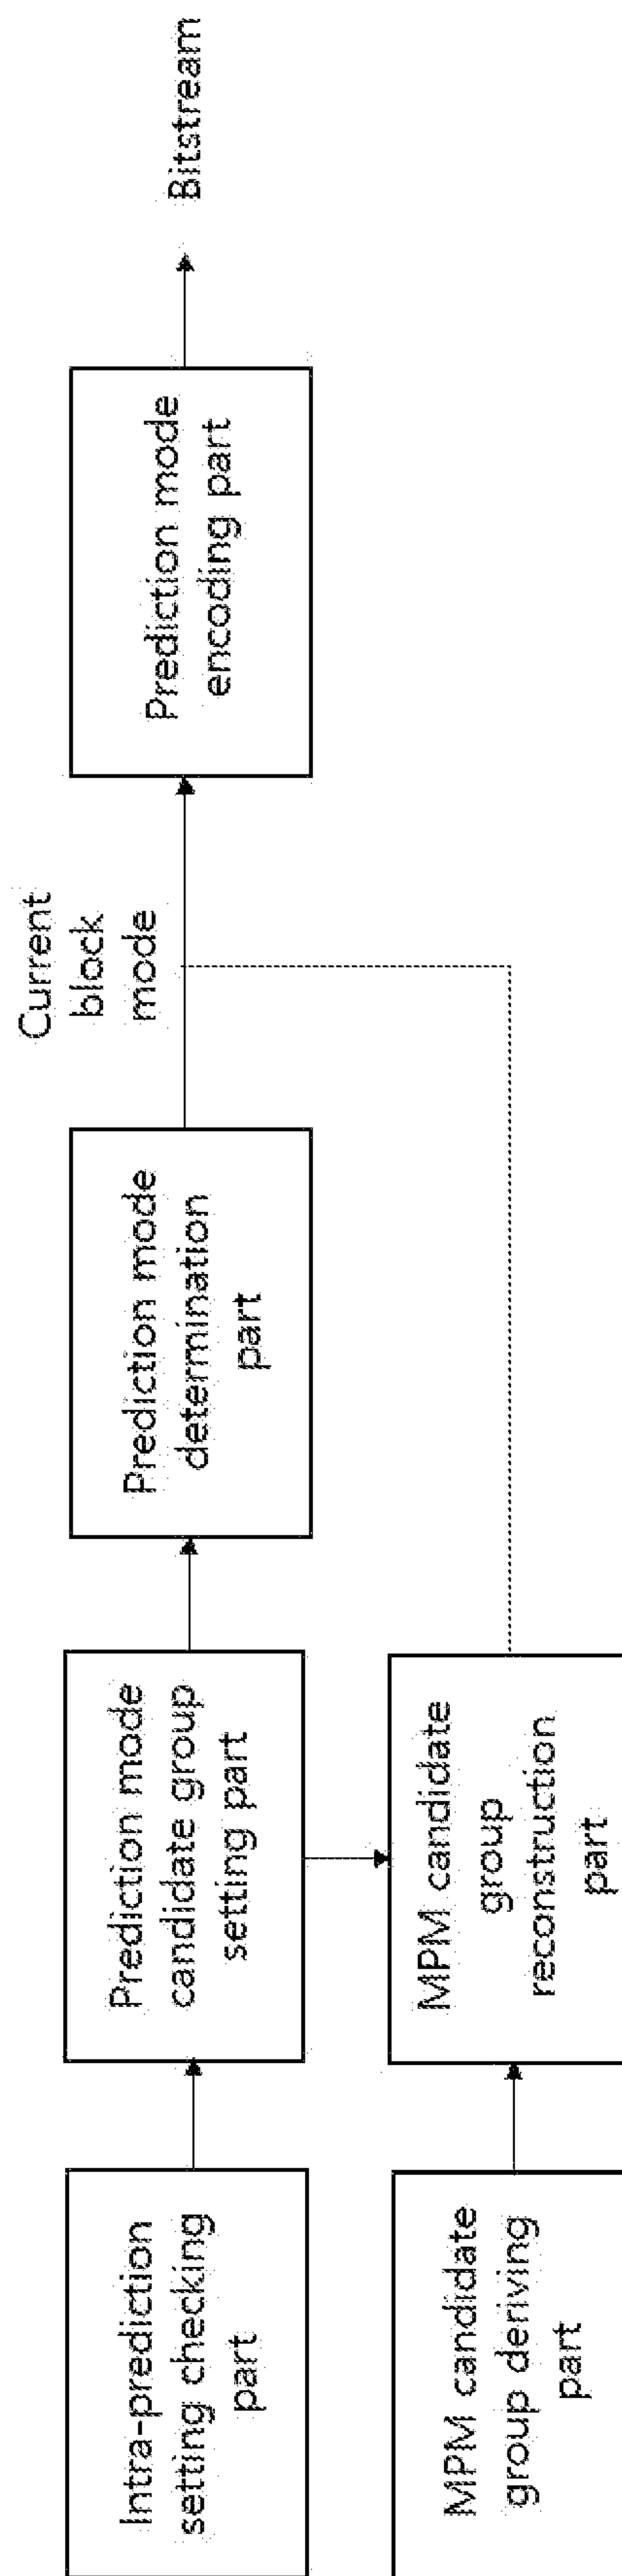 Intra-prediction
setting checking
part
Prediction mode
candidate group
setting part
Prediction mode
determination
part
Current
block
mode
Prediction mode
encoding part
Bitstream
MPM candidate
group deriving
part
MPM candidate
group
reconstruction
part